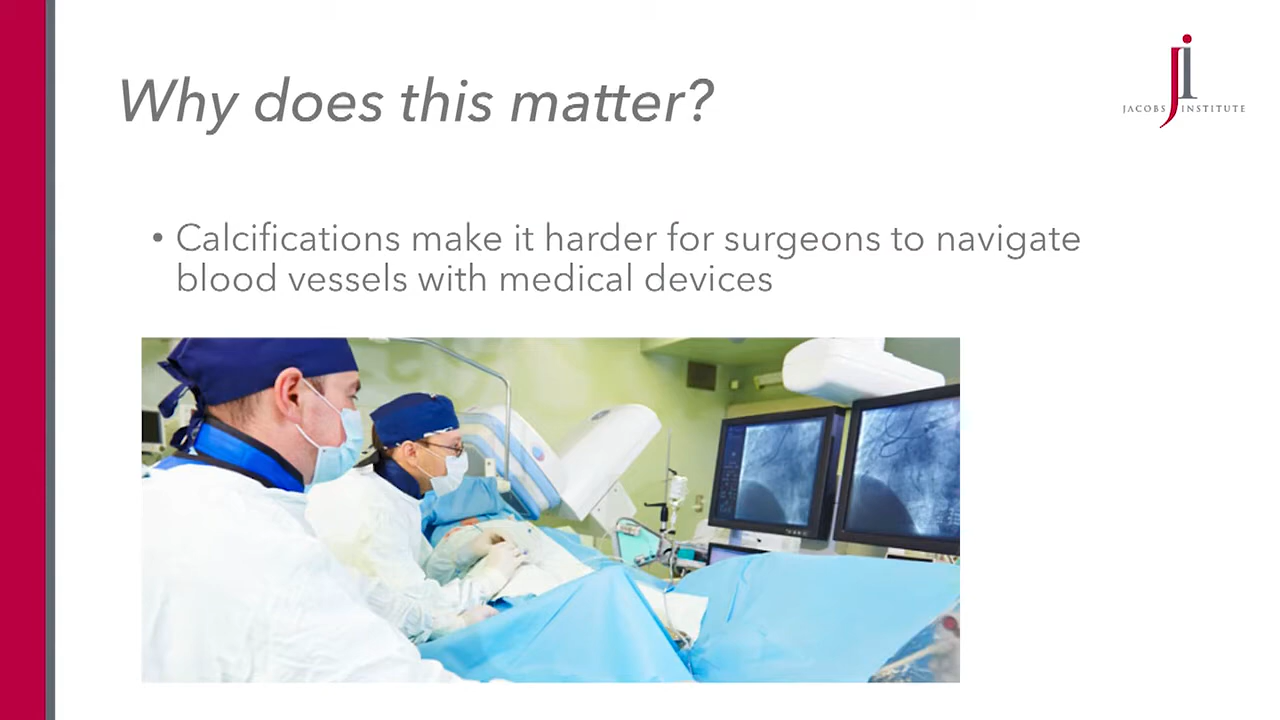 Why does this matter?
JACOBS INSTITUTE
• Calcifications make it harder for surgeons to navigate
blood vessels with medical devices